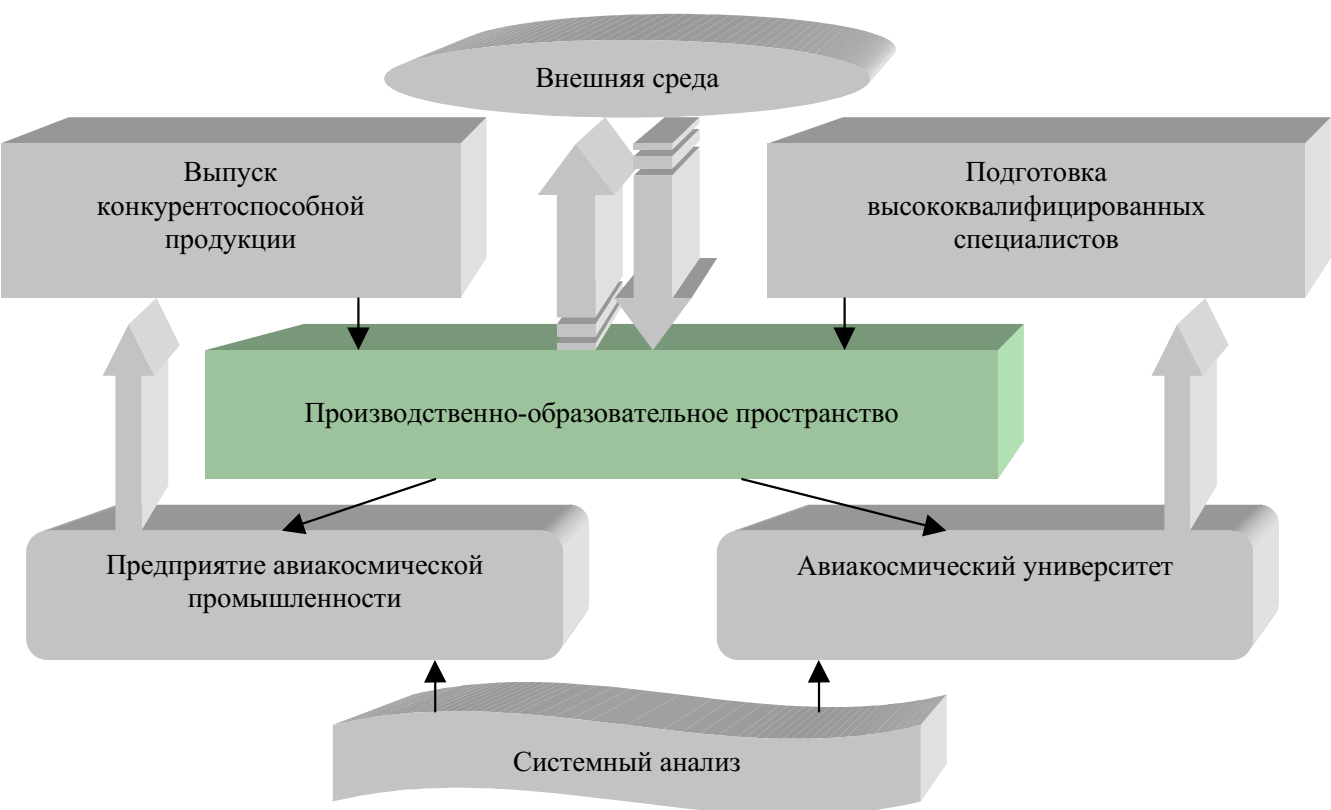 Внешняя среда
Выпуск
конкурентоспособной
продукции
Подготовка
высококвалифицированных
специалистов
Производственно-образовательное пространство
Предприятие авиакосмической
промышленности
Авиакосмический университет
Системный анализ